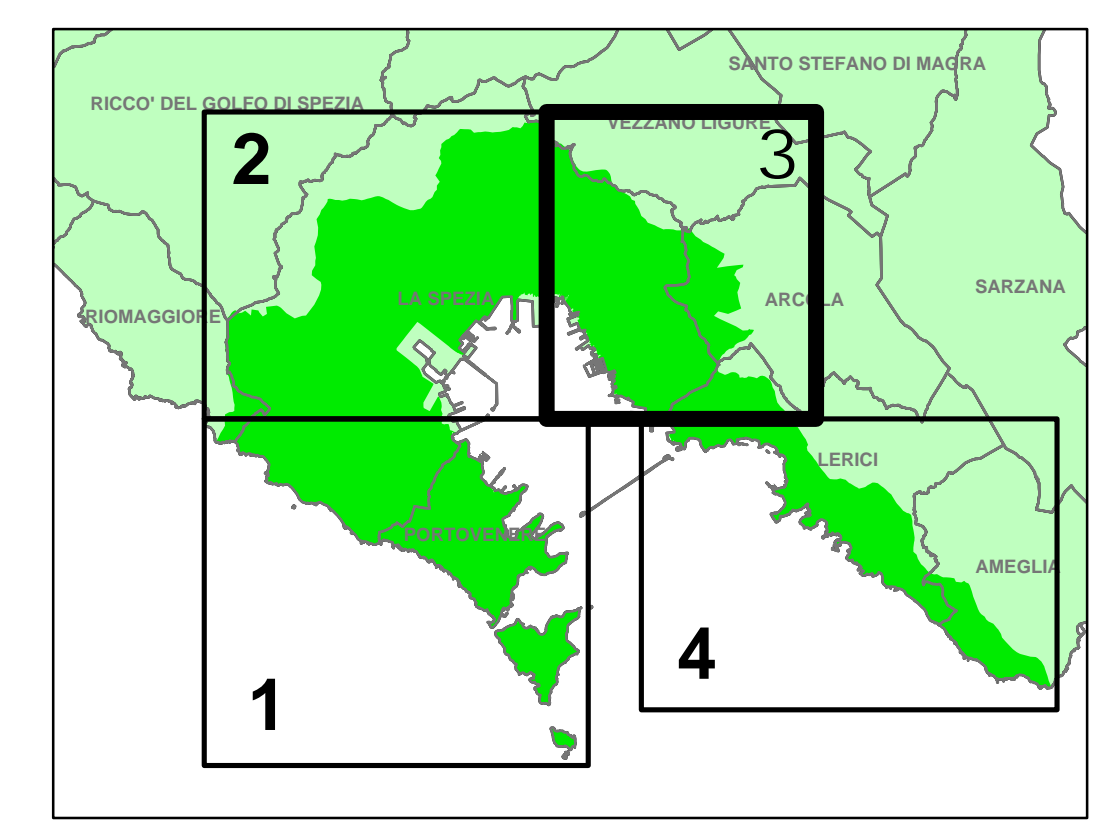 SANTO STEFANO DI MAGRA
RICCO' DEL GOLFO DI SPEZIA
VEZZANO LIGURE
2
3
SARZANA
LA SPEZIA
ARCOLA
RIOMAGGIORE
LERICI
PORTOVENERE
AMEGLIA
4
1